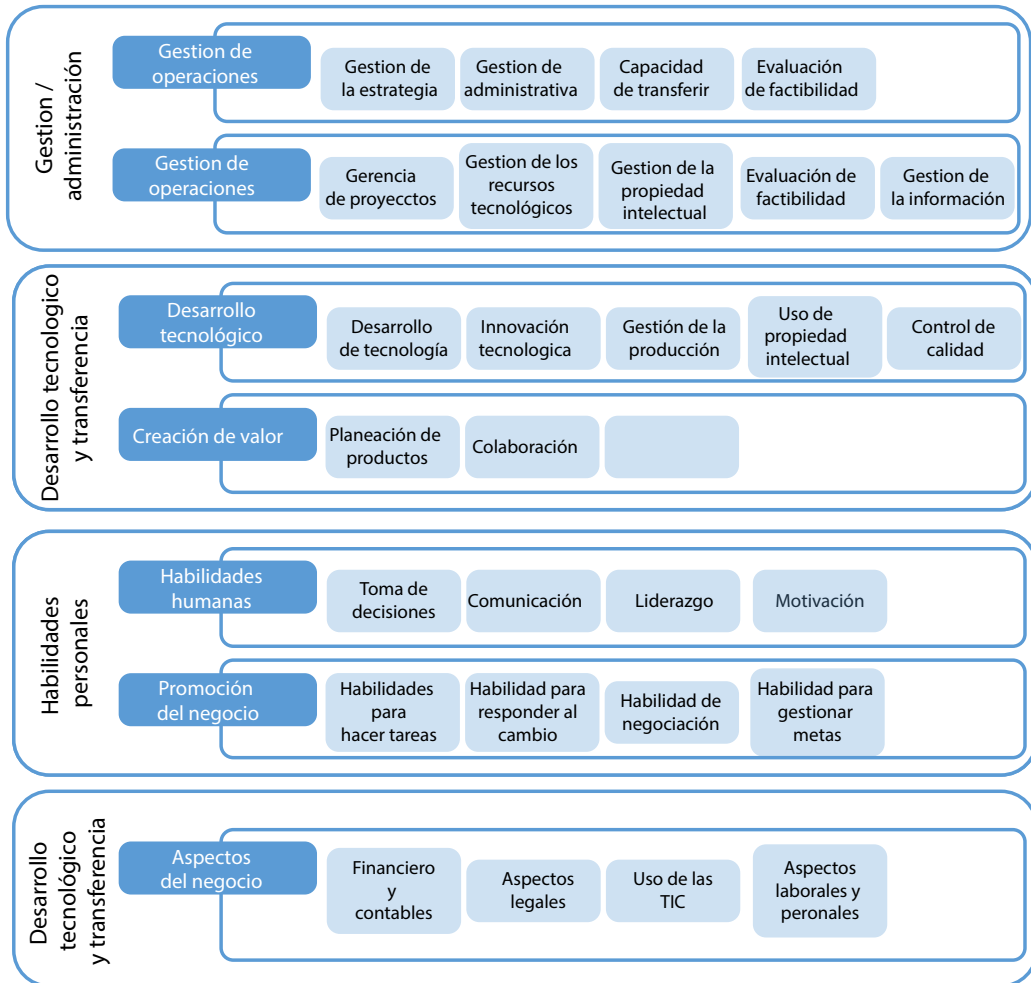 Gestion /
administración
Gestion de
operaciones
Gestion de
la estrategia
Gestion de
administrativa
Capacidad
de transferir
Evaluación
de factibilidad
Gestion de
operaciones
Gerencia
de proyecctos
Gestion de los
recursos
tecnológicos
Gestion de la
propiedad
intelectual
Evaluación de
factibilidad
Gestion de
la información
Desarrollo tecnologico
y transferencia
Desarrollo
tecnológico
Desarrollo
de tecnología
Innovación
tecnologica
Gestión de la
producción
Uso de
propiedad
intelectual
Control de
calidad
Creación de valor
Planeación de
productos
Colaboración
Habilidades
personales
Habilidades
humanas
Toma de
decisiones
Comunicación
Liderazgo
Motivación
Promoción
del negocio
Habilidades
para
hacer tareas
Habilidad para
responder al
cambio
Habilidad de
negociación
Habilidad para
gestionar
metas
Desarrollo
tecnológico
y transferencia
Aspectos
del negocio
Financiero
y
contables
Aspectos
legales
Uso de las
TIC
Aspectos
laborales y
peronales